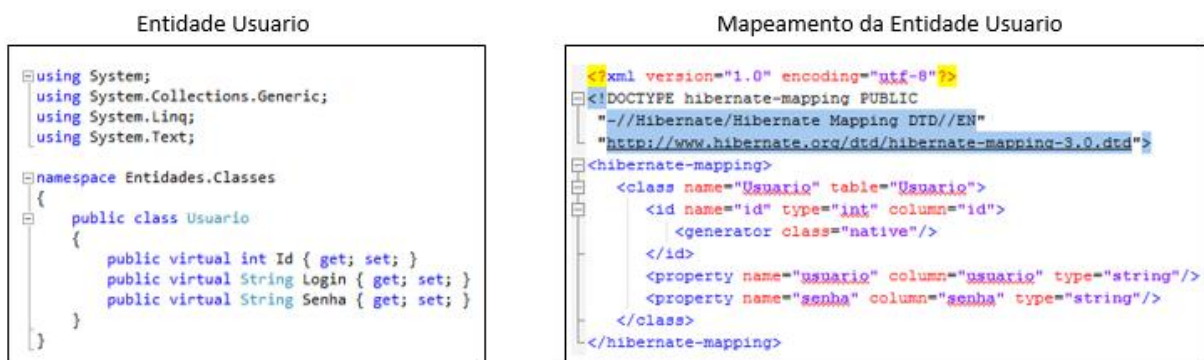 Entidade Usuario
using System;
using System.Collections.Generic;
using System.Linq;
using System.Text;
namespace Entidades.Classes
{
public class Usuario
{
public virtual int Id { get; set; }
public virtual String Login { get; set; }
public virtual String Senha { get; set; }
}
}
Mapeamento da Entidade Usuario
<?xml version="1.0" encoding="utf-8"?>
<!DOCTYPE hibernate-mapping PUBLIC
"-//Hibernate/Hibernate Mapping DTD//EN"
"http://www.hibernate.org/dtd/hibernate-mapping-3.0.dtd">
<hibernate-mapping>
<class name="Usuario" table="Usuario">
<id name="id" type="int" column="id">
<generator class="native"/>
</id>
<property name="usuario" column="usuario" type="string"/>
<property name="senha" column="senha" type="string"/>
</class>
</hibernate-mapping>